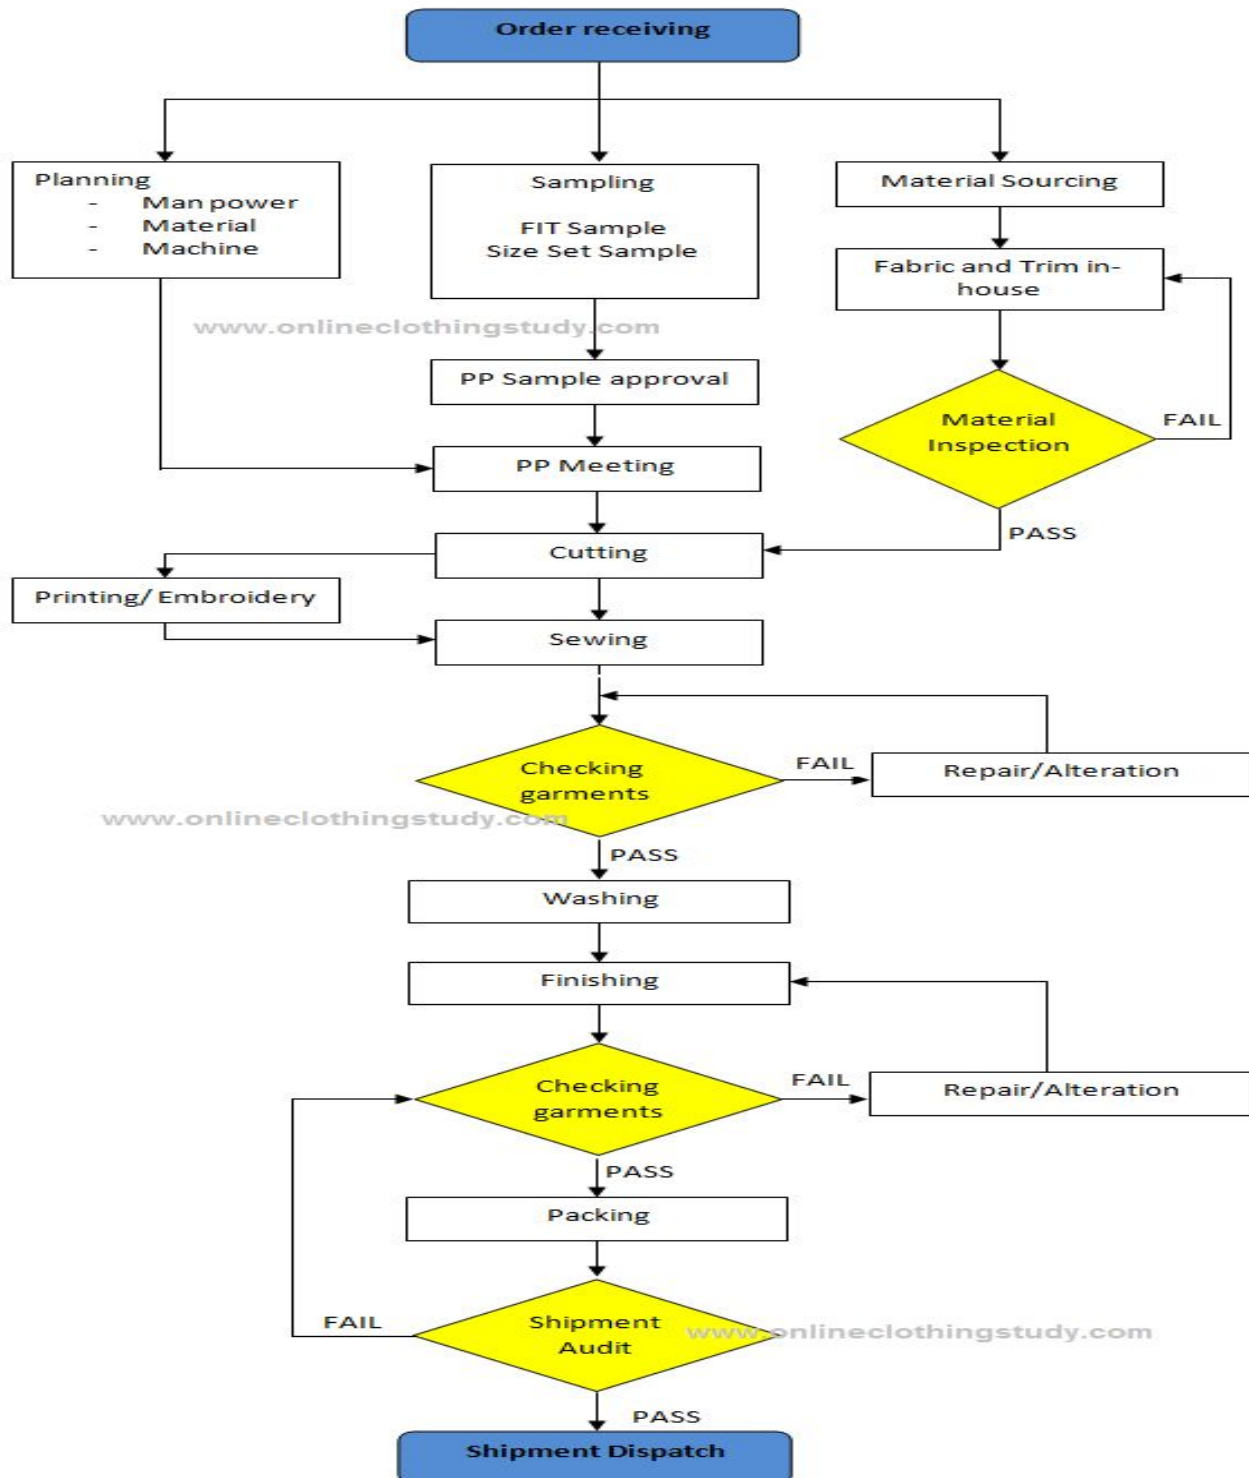 Order receiving
Planning
- Man power
- Material
- Machine
Sampling
FIT Sample
Size Set Sample
Material Sourcing
Fabric and Trim in-
house
www.onlineclothingstudy.com
PP Sample approval
Material
Inspection
FAIL
PP Meeting
PASS
Cutting
Printing/ Embroidery
Sewing
Checking
garments
FAIL
Repair/Alteration
www.onlineclothingstudy.com
PASS
Washing
Finishing
Checking
garments
FAIL
Repair/Alteration
PASS
Packing
Shipment
Audit
FAIL
www.onlineclothingstudy.com
PASS
Shipment Dispatch